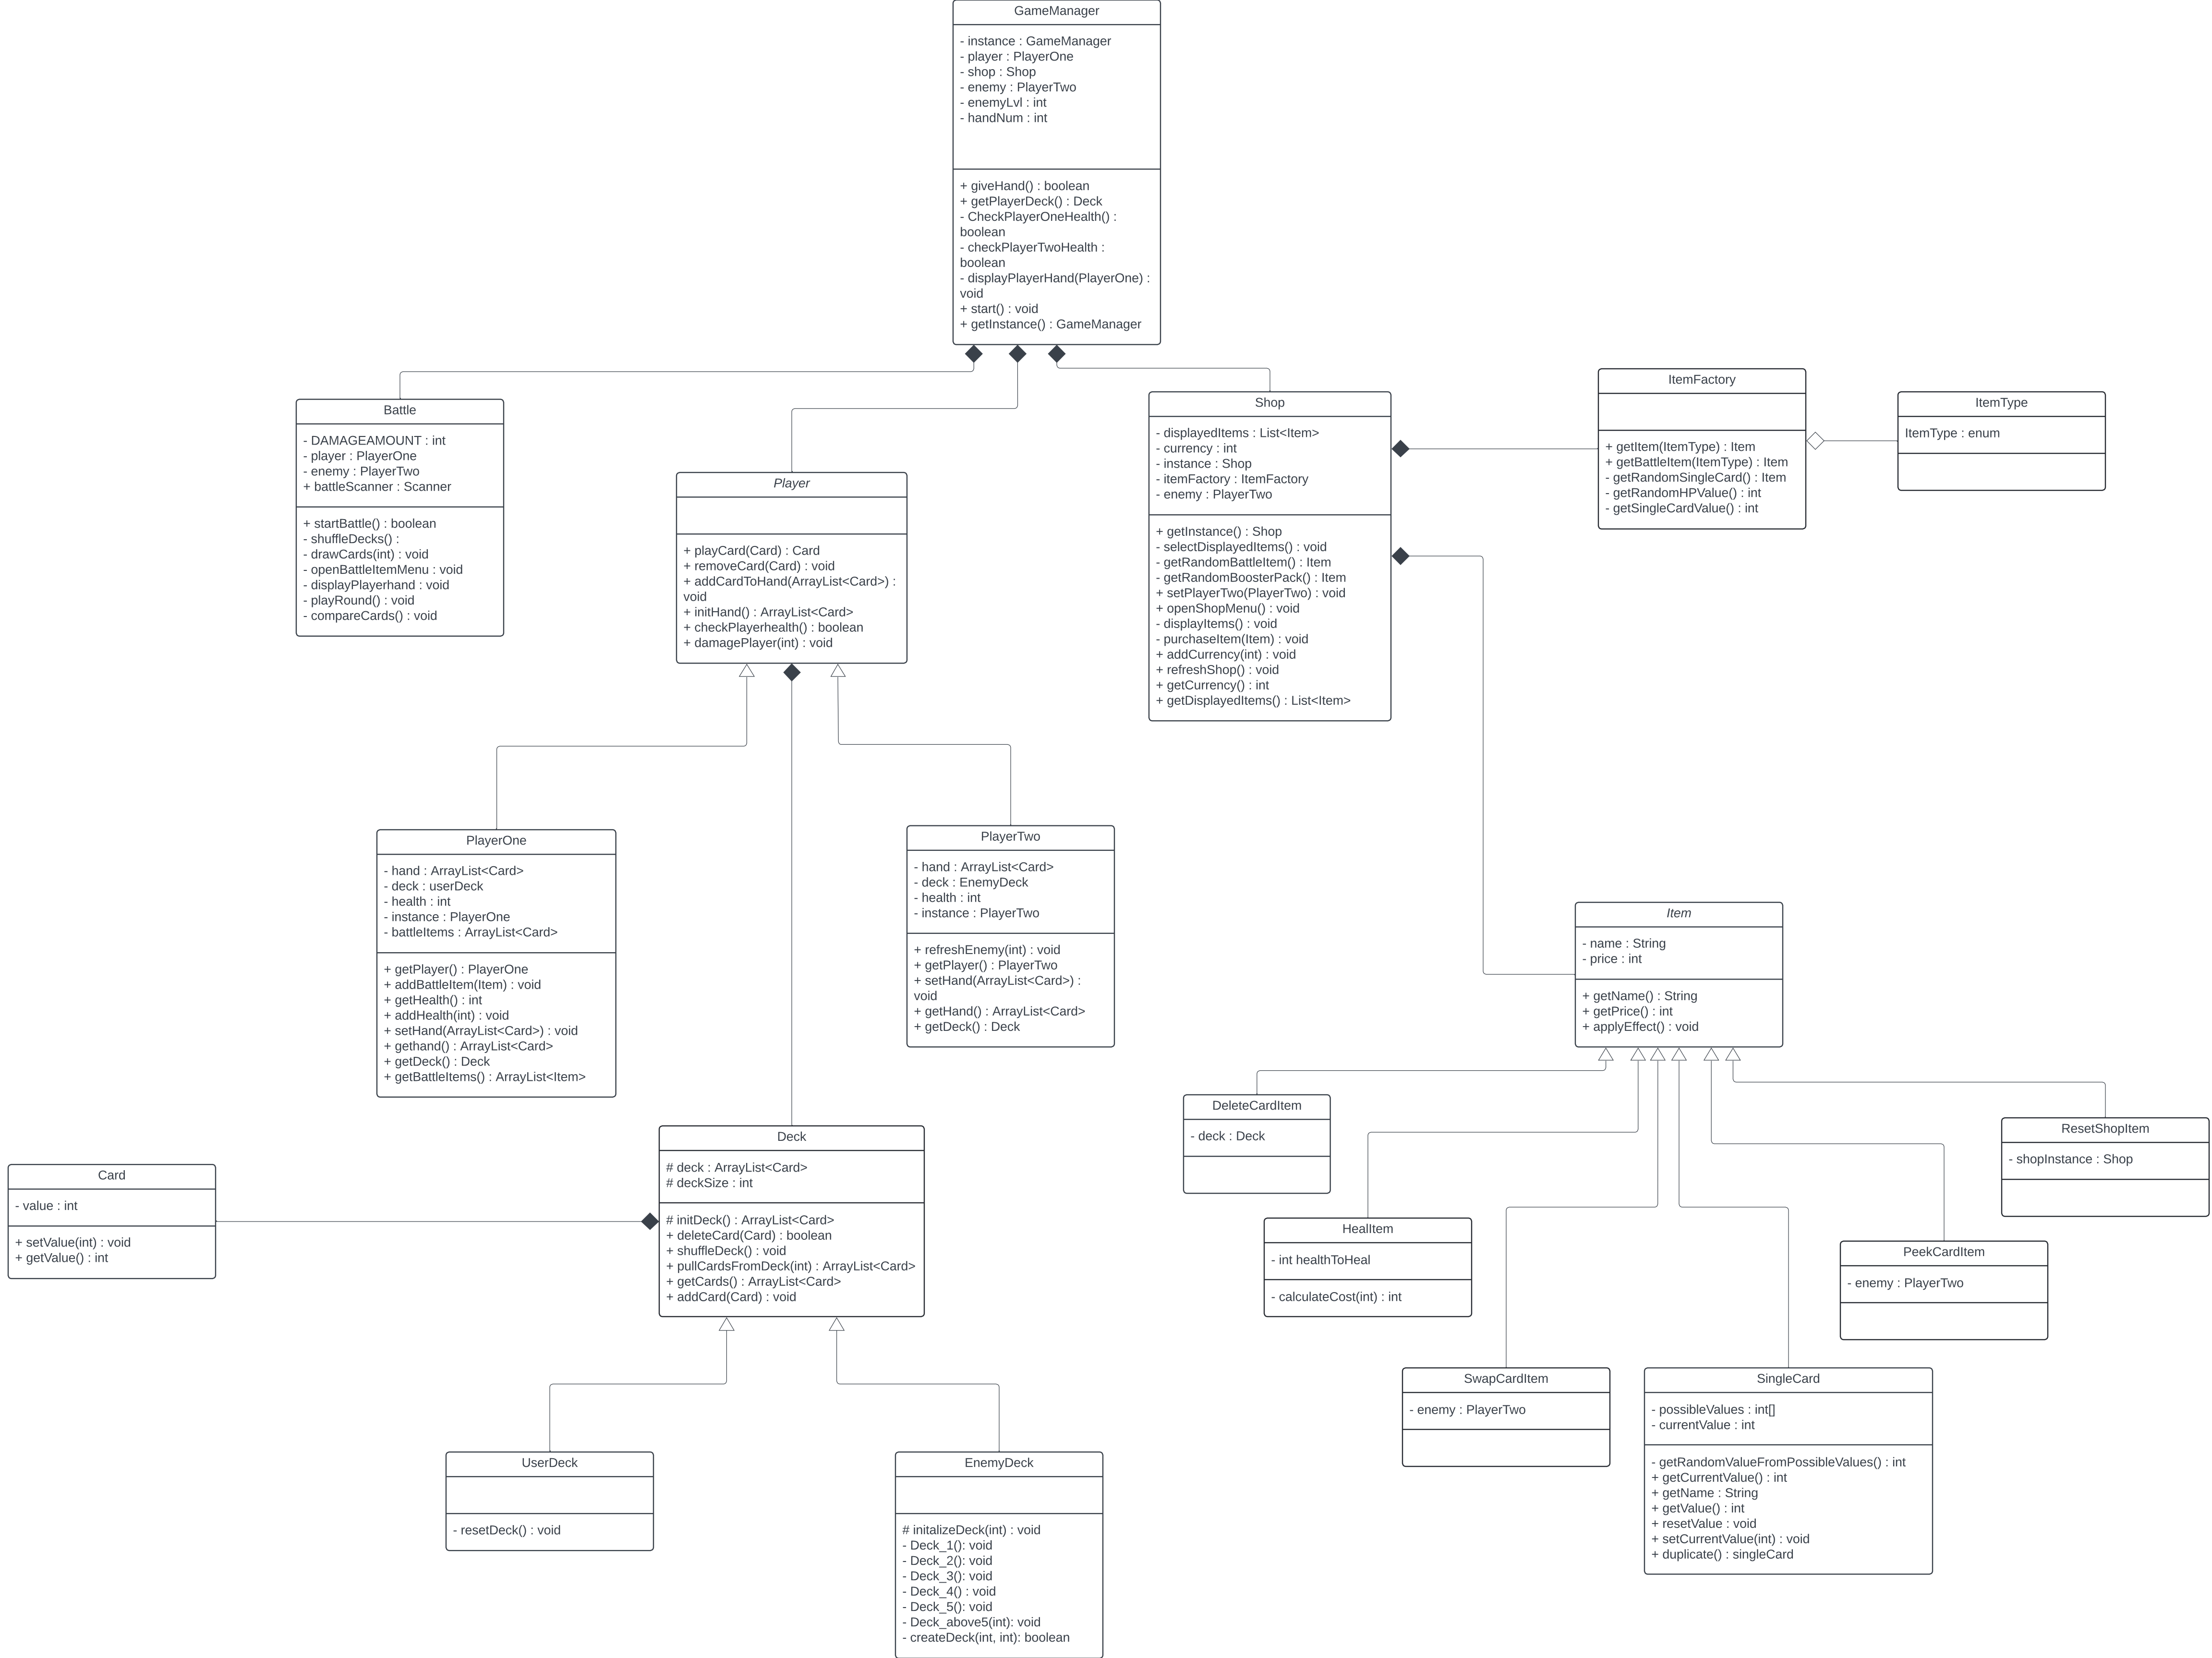 GameManager
- instance : GameManager
- player : PlayerOne
- shop : Shop
- enemy : PlayerTwo
- enemyLvl : int
- handNum : int
+ giveHand() : boolean
+ getPlayerDeck() : Deck
- CheckPlayerOneHealth() :
boolean
- checkPlayerTwoHealth :
boolean
- displayPlayerHand(PlayerOne) :
void
+ start() : void
+ getInstance() : GameManager
Battle
- DAMAGEAMOUNT : int
- player : PlayerOne
- enemy : PlayerTwo
+ battleScanner : Scanner
+ startBattle() : boolean
- shuffleDecks() :
- drawCards(int) : void
- openBattleItemMenu : void
- displayPlayerhand : void
- playRound() : void
- compareCards() : void
Player
+ playCard(Card) : Card
+ removeCard(Card) : void
+ addCardToHand(ArrayList<Card>) :
void
+ initHand() : ArrayList<Card>
+ checkPlayerhealth() : boolean
+ damagePlayer(int) : void
Shop
- displayedItems : List<Item>
- currency : int
- instance : Shop
- itemFactory : ItemFactory
- enemy : PlayerTwo
+ getInstance() : Shop
- selectDisplayedItems() : void
- getRandomBattleItem() : Item
- getRandomBoosterPack() : Item
+ setPlayerTwo(PlayerTwo) : void
+ openShopMenu() : void
- displayItems() : void
- purchaseItem(Item) : void
+ addCurrency(int) : void
+ refreshShop() : void
+ getCurrency() : int
+ getDisplayedItems() : List<Item>
ItemFactory
+ getItem(ItemType) : Item
+ getBattleItem(ItemType) : Item
- getRandomSingleCard() : Item
- getRandomHPValue() : int
- getSingleCardValue() : int
ItemType
ItemType : enum
PlayerOne
- hand : ArrayList<Card>
- deck : userDeck
- health : int
- instance : PlayerOne
- battleItems : ArrayList<Card>
+ getPlayer() : PlayerOne
+ addBattleItem(Item) : void
+ getHealth() : int
+ addHealth(int) : void
+ setHand(ArrayList<Card>) : void
+ gethand() : ArrayList<Card>
+ getDeck() : Deck
+ getBattleItems() : ArrayList<Item>
PlayerTwo
- hand : ArrayList<Card>
- deck : EnemyDeck
- health : int
- instance : PlayerTwo
+ refreshEnemy(int) : void
+ getPlayer() : PlayerTwo
+ setHand(ArrayList<Card>) :
void
+ getHand() : ArrayList<Card>
+ getDeck() : Deck
Item
- name : String
- price : int
+ getName() : String
+ getPrice() : int
+ applyEffect() : void
Card
- value : int
+ setValue(int) : void
+ getValue() : int
Deck
# deck : ArrayList<Card>
# deckSize : int
# initDeck() : ArrayList<Card>
+ deleteCard(Card) : boolean
+ shuffleDeck() : void
+ pullCardsFromDeck(int) : ArrayList<Card>
+ getCards() : ArrayList<Card>
+ addCard(Card) : void
DeleteCardItem
- deck : Deck
HealItem
- int healthToHeal
- calculateCost(int) : int
ResetShopItem
- shopInstance : Shop
PeekCardItem
- enemy : PlayerTwo
SwapCardItem
- enemy : PlayerTwo
SingleCard
- possibleValues : int[]
- currentValue : int
- getRandomValueFromPossibleValues() : int
+ getCurrentValue() : int
+ getName : String
+ getValue() : int
+ resetValue : void
+ setCurrentValue(int) : void
+ duplicate() : singleCard
UserDeck
- resetDeck() : void
EnemyDeck
# initalizeDeck(int) : void
- Deck_1(): void
- Deck_2(): void
- Deck_3(): void
- Deck_4() : void
- Deck_5(): void
- Deck_above5(int): void
- createDeck(int, int): boolean